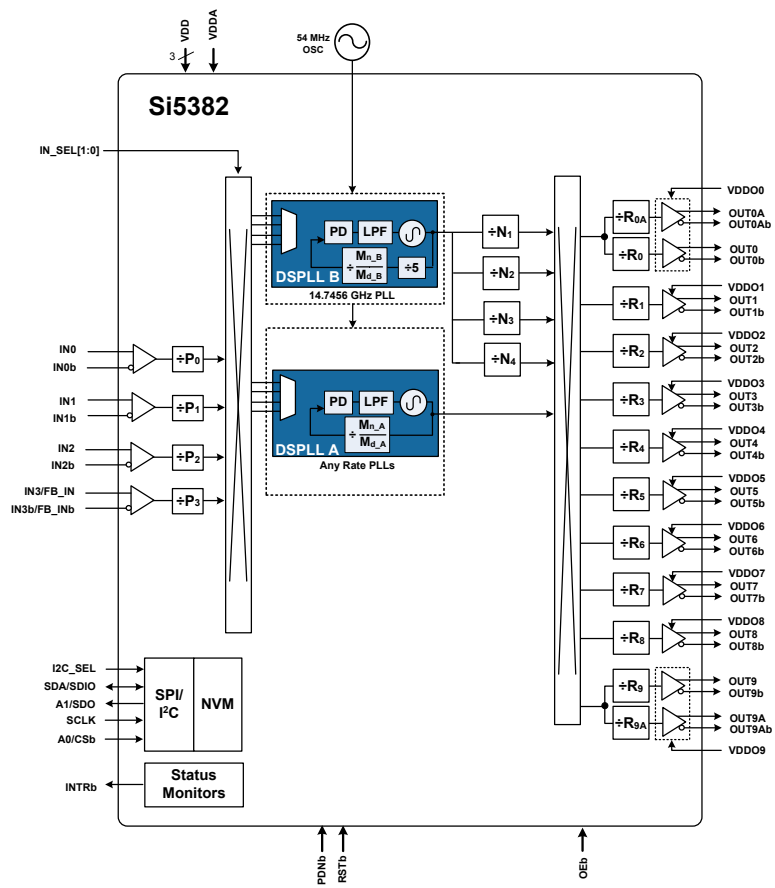 3
VDD
VDDA
54 MHz
OSC
Si5382
IN_SEL[1:0]
PD
LPF
÷ Mn_B
Md_B
÷5
DSPLL B
14.7456 GHz PLL
PD
LPF
÷ Mn_A
Md_A
DSPLL A
Any Rate PLLs
÷N1
÷N2
÷N3
÷N4
IN0
IN0b
÷P0
IN1
IN1b
÷P1
IN2
IN2b
÷P2
IN3/FB_IN
IN3b/FB_INb
÷P3
÷R0A
VDDO0
OUT0A
OUT0Ab
÷R0
OUT0
OUT0b
÷R1
VDDO1
OUT1
OUT1b
÷R2
VDDO2
OUT2
OUT2b
÷R3
VDDO3
OUT3
OUT3b
÷R4
VDDO4
OUT4
OUT4b
÷R5
VDDO5
OUT5
OUT5b
÷R6
VDDO6
OUT6
OUT6b
÷R7
VDDO7
OUT7
OUT7b
÷R8
VDDO8
OUT8
OUT8b
÷R9
OUT9
OUT9b
÷R9A
OUT9A
OUT9Ab
VDDO9
I2C_SEL
SDA/SDIO
A1/SDO
SCLK
A0/CSb
SPI/
I²C
NVM
INTRb
Status
Monitors
PDNb
RSTb
OEb